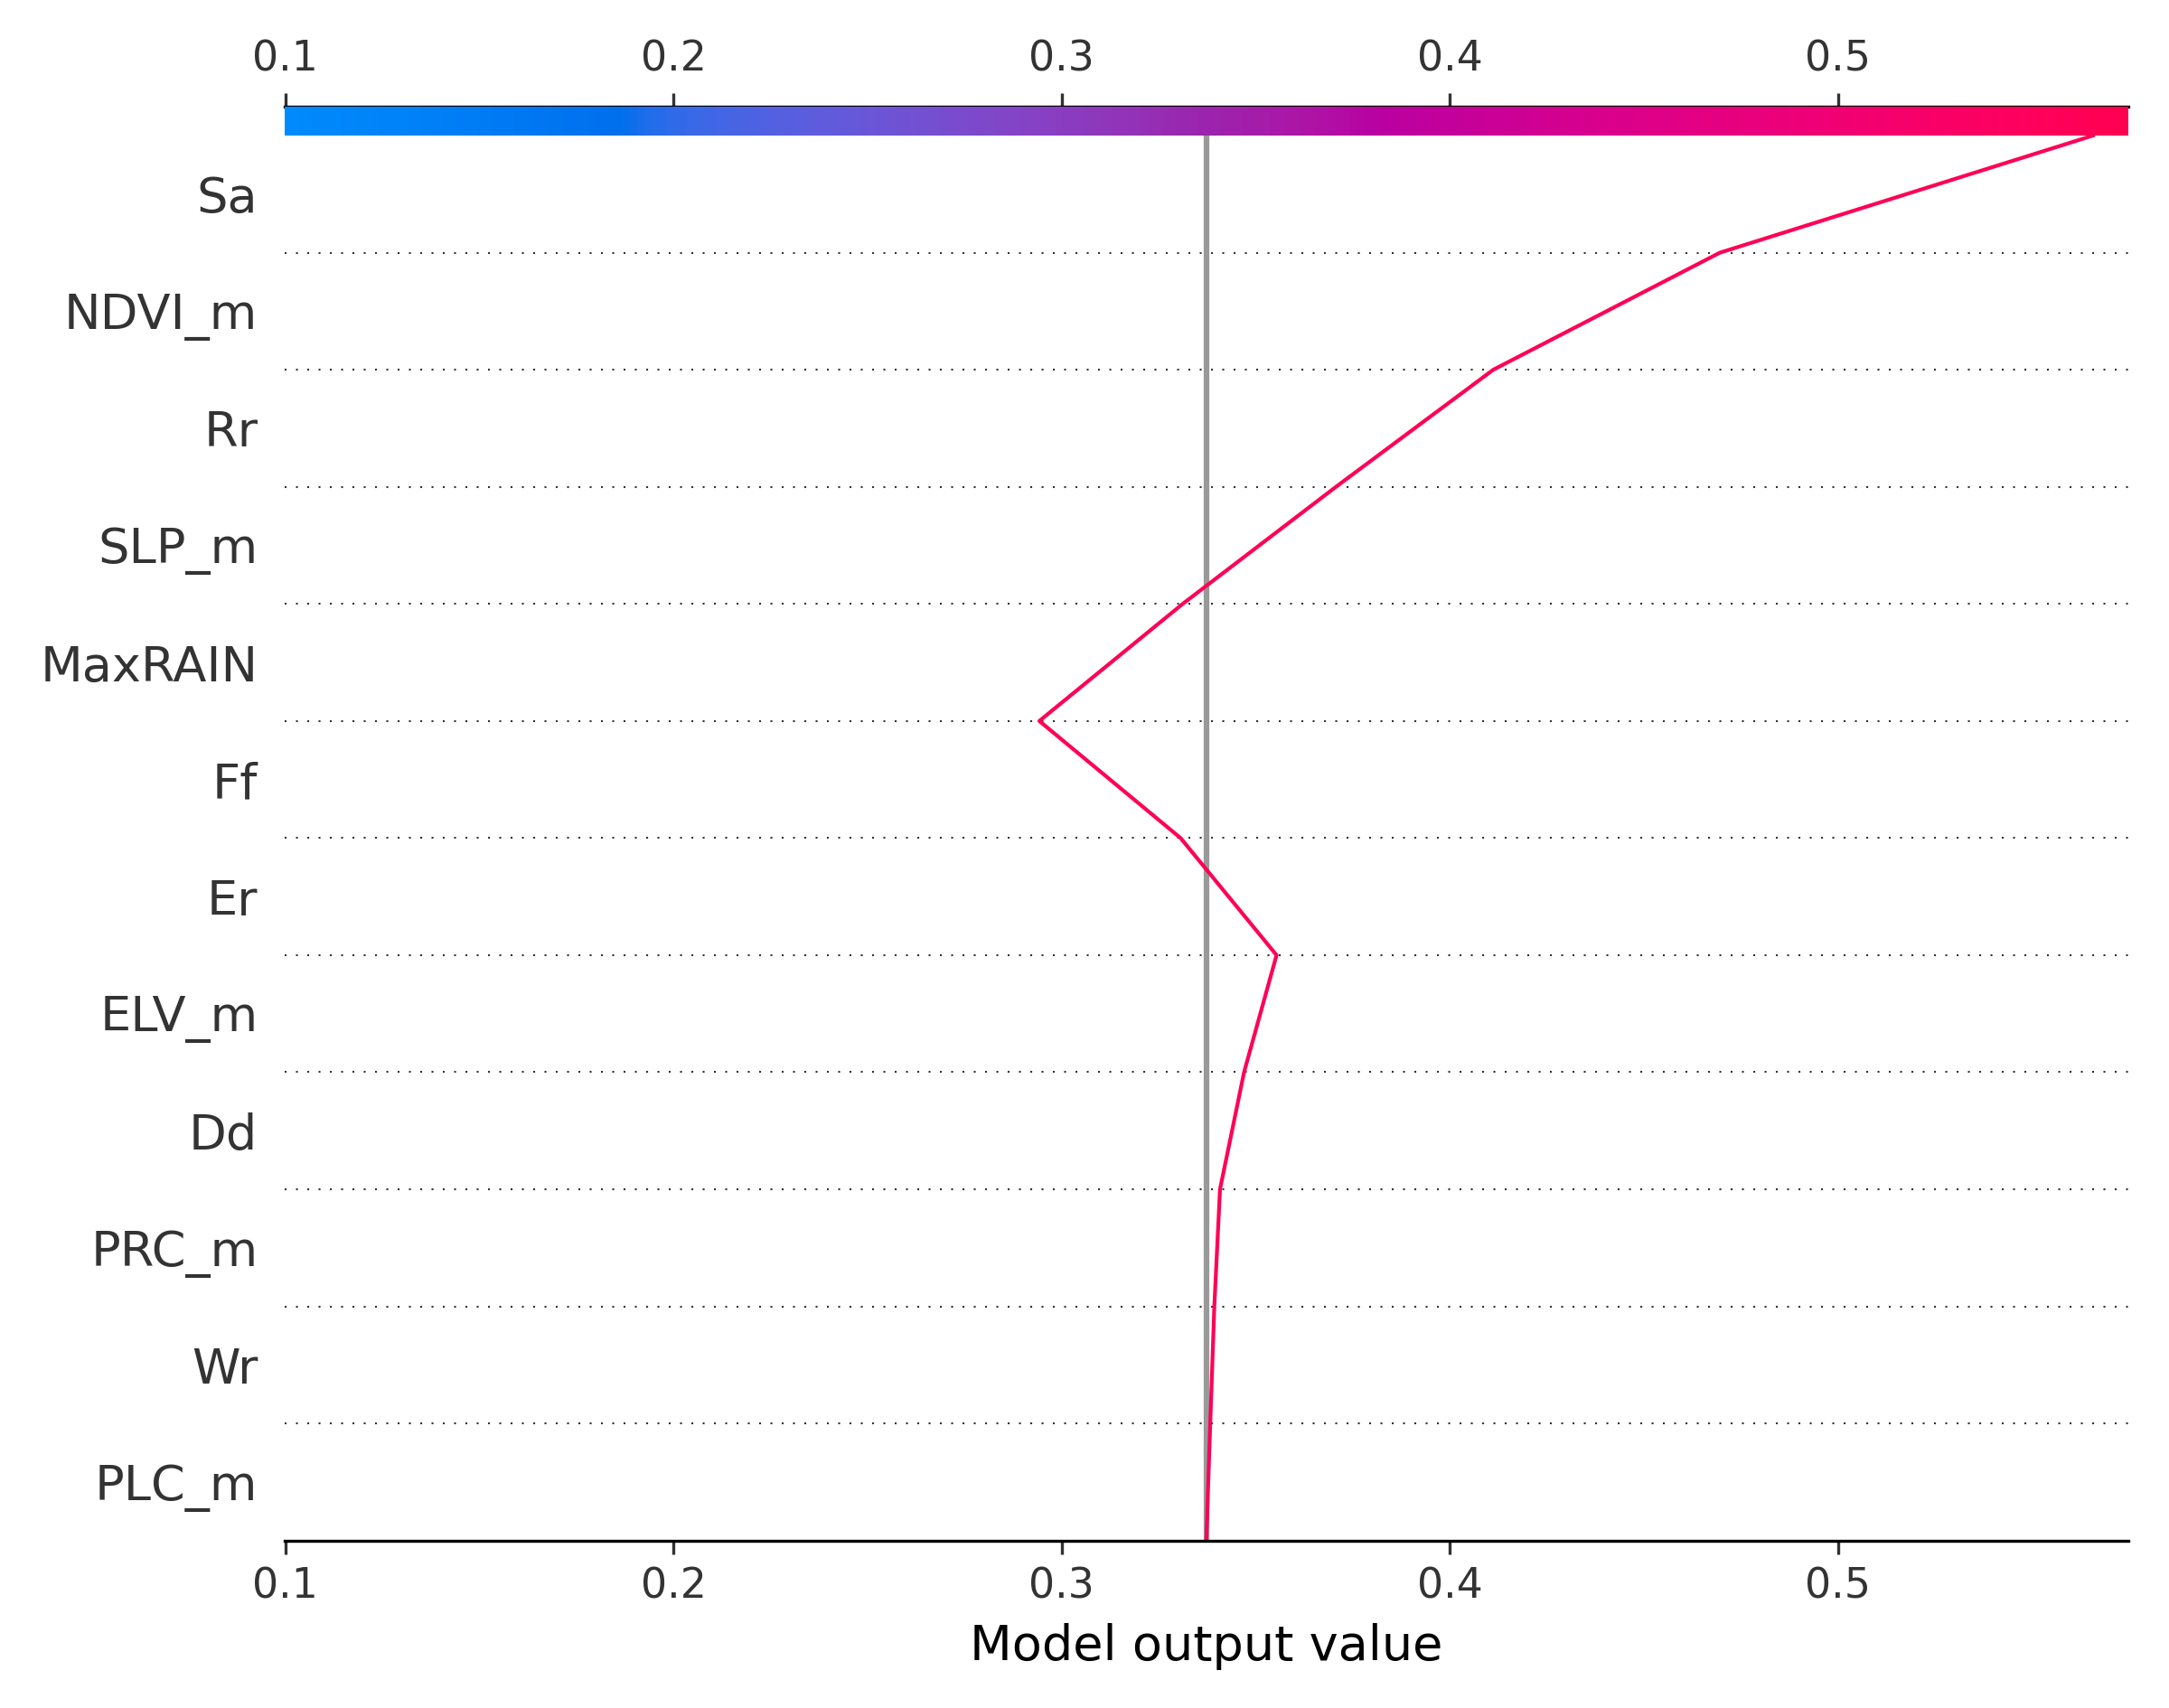 0.1 0.2 0.3 0.4 0.5
Sa
NDVI_m
Rr
SLP_m
MaxRAIN
Ff
Er
ELV_m
Dd
PRC_m
Wr
PLC_m
0.1 0.2 0.3 0.4 0.5
Model output value